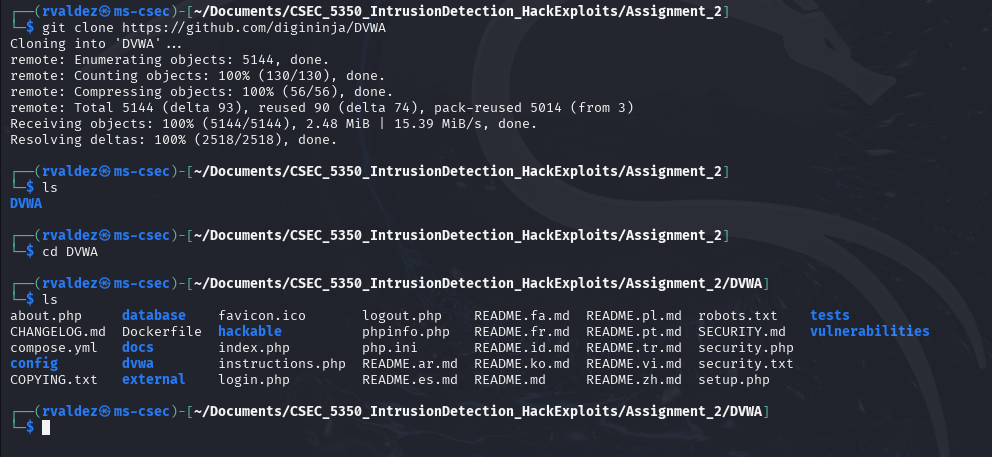 ┌──(rvaldez㉿ms-csec)-[~/Documents/CSEC_5350_IntrusionDetection_HackExploits/Assignment_2]
└─$ git clone https://github.com/digininja/DVWA
Cloning into 'DVWA'...
remote: Enumerating objects: 5144, done.
remote: Counting objects: 100% (130/130), done.
remote: Compressing objects: 100% (56/56), done.
remote: Total 5144 (delta 93), reused 90 (delta 74), pack-reused 5014 (from 3)
Receiving objects: 100% (5144/5144), 2.48 MiB | 15.39 MiB/s, done.
Resolving deltas: 100% (2518/2518), done.
┌──(rvaldez㉿ms-csec)-[~/Documents/CSEC_5350_IntrusionDetection_HackExploits/Assignment_2]
└─$ ls
DVWA
┌──(rvaldez㉿ms-csec)-[~/Documents/CSEC_5350_IntrusionDetection_HackExploits/Assignment_2]
└─$ cd DVWA
┌──(rvaldez㉿ms-csec)-[~/Documents/CSEC_5350_IntrusionDetection_HackExploits/Assignment_2/DVWA]
└─$ ls
about.php database favicon.ico logout.php README.fa.md README.pl.md robots.txt tests
CHANGELOG.md Dockerfile hackable phpinfo.php README.fr.md README.pt.md SECURITY.md vulnerabilities
compose.yml docs index.php php.ini README.id.md README.tr.md security.php
config dvwa instructions.php README.ar.md README.ko.md README.vi.md security.txt
COPYING.txt external login.php README.es.md README.md README.zh.md setup.php
┌──(rvaldez㉿ms-csec)-[~/Documents/CSEC_5350_IntrusionDetection_HackExploits/Assignment_2/DVWA]
└─$